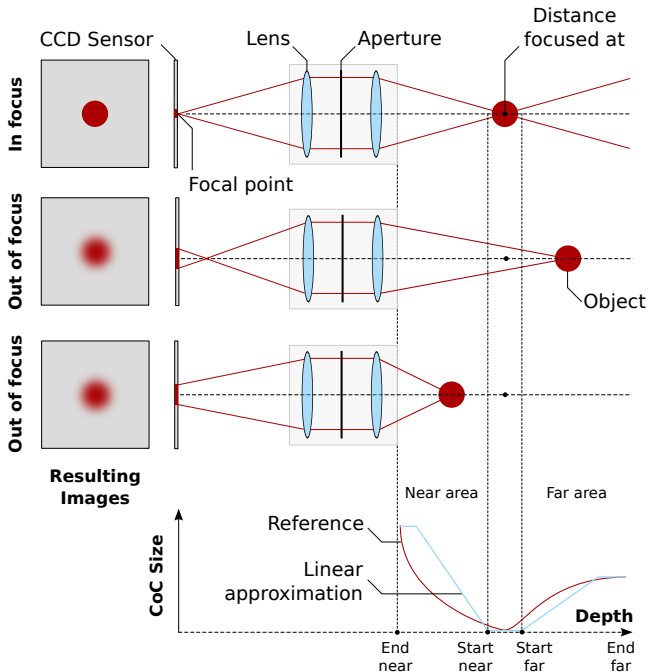 CCD Sensor
Lens
Aperture
Distance
focused at
In focus
Focal point
Out of focus
Object
Out of focus
Resulting
Images
Near area
Far area
CoC Size
Reference
Linear
approximation
Depth
End
near
Start
near
Start
far
End
far